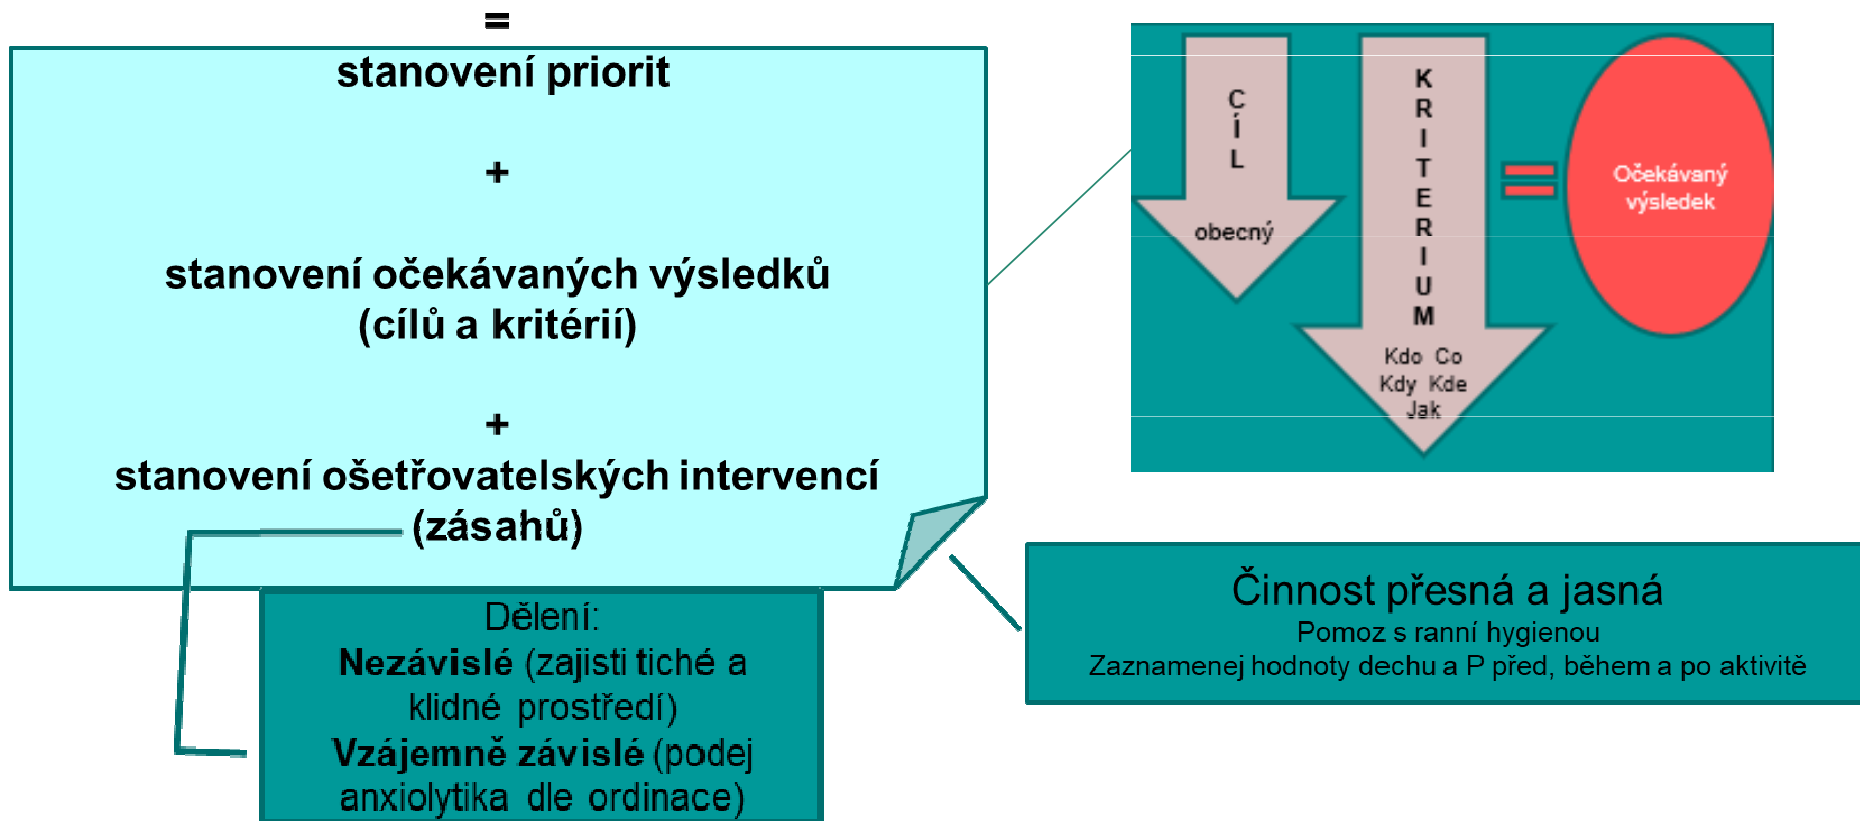 =
stanovení priorit
+
stanovení očekávaných výsledků
(cílů a kritérií)
+
stanovení ošetřovatelských intervencí
(zásahů)
Dělení:
Nezávislé (zajisti tiché a
klidné prostředí)
Vzájemně závislé (podej
anxiolytika dle ordinace)
C
Í
L
obecný
K
R
I
T
E
R
I
U
M
Kdo Co
Kdy Kde
Jak
=
Očekávaný
výsledek
Činnost přesná a jasná
Pomoz s ranní hygienou
Zaznamenej hodnoty dechu a P před, během a po aktivitě